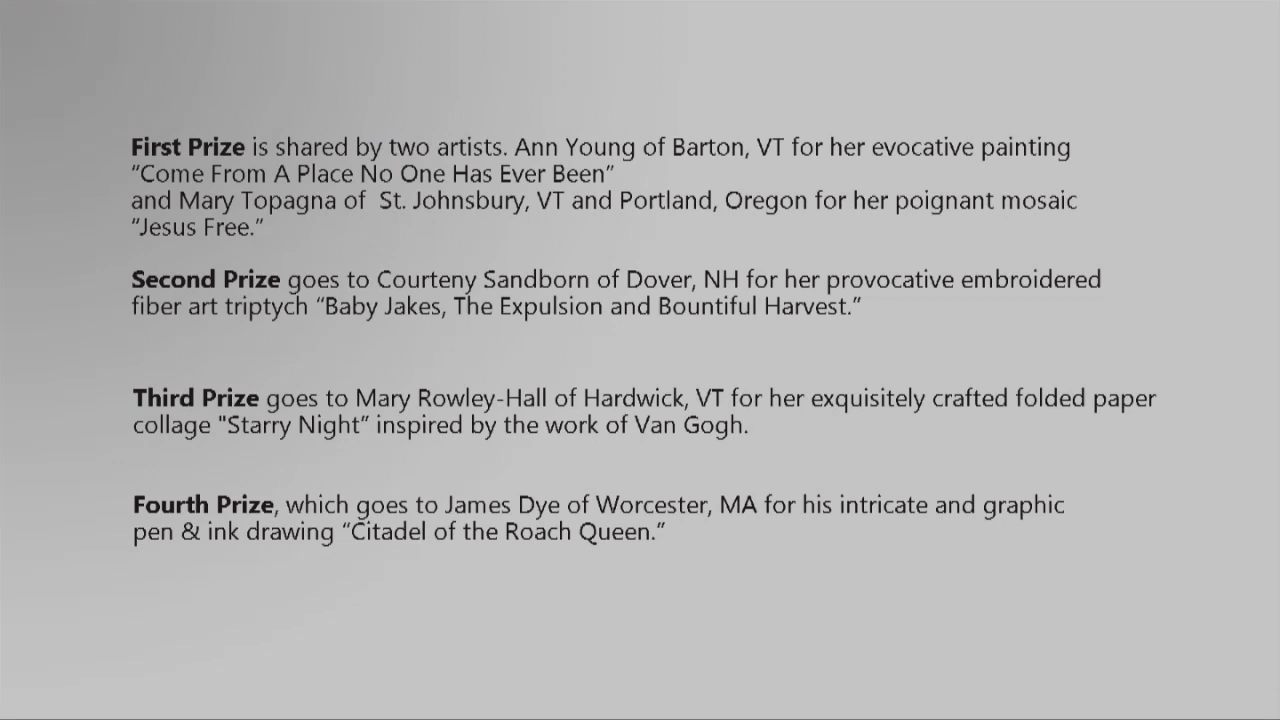 First Prize is shared by two artists. Ann Young of Barton, VT for her evocative painting
“Come From A Place No One Has Ever Been”
and Mary Topagna of  St. Johnsbury, VT and Portland, Oregon for her poignant mosaic
“Jesus Free.”
Second Prize goes to Courteny Sandborn of Dover, NH for her provocative embroidered
fiber art triptych “Baby Jakes, The Expulsion and Bountiful Harvest.”
Third Prize goes to Mary Rowley-Hall of Hardwick, VT for her exquisitely crafted folded paper
collage "Starry Night” inspired by the work of Van Gogh.
Fourth Prize, which goes to James Dye of Worcester, MA for his intricate and graphic
pen & ink drawing “Citadel of the Roach Queen.”